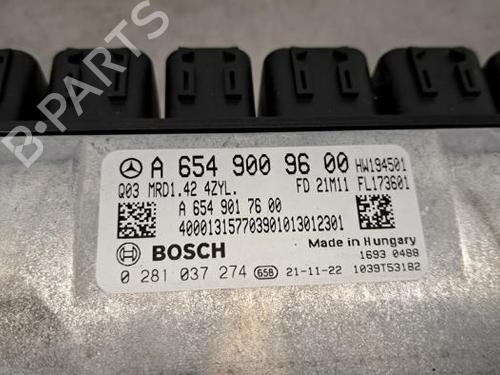 B-PARTS
A 654 900 96 00 HW194501
Q03 MRD1.42 4ZYL. FD 21M11 FL173601
A 654 901 76 00
400013157703901013012301
BOSCH Made in Hungary
1693 0488
0 281 037 274 65B 21-11-22 1039T53182